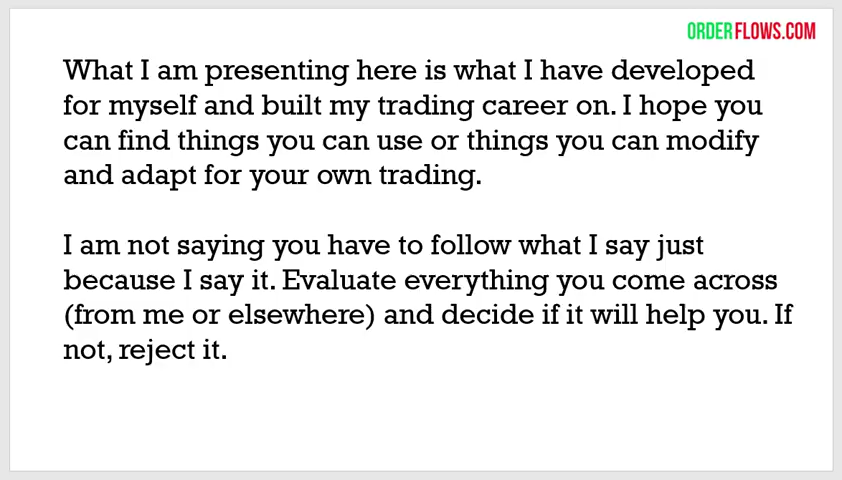 ORDERFLOWS.COM
What I am presenting here is what I have developed
for myself and built my trading career on. I hope you
can find things you can use or things you can modify
and adapt for your own trading.
I am not saying you have to follow what I say just
because I say it. Evaluate everything you come across
(from me or elsewhere) and decide if it will help you. If
not, reject it.